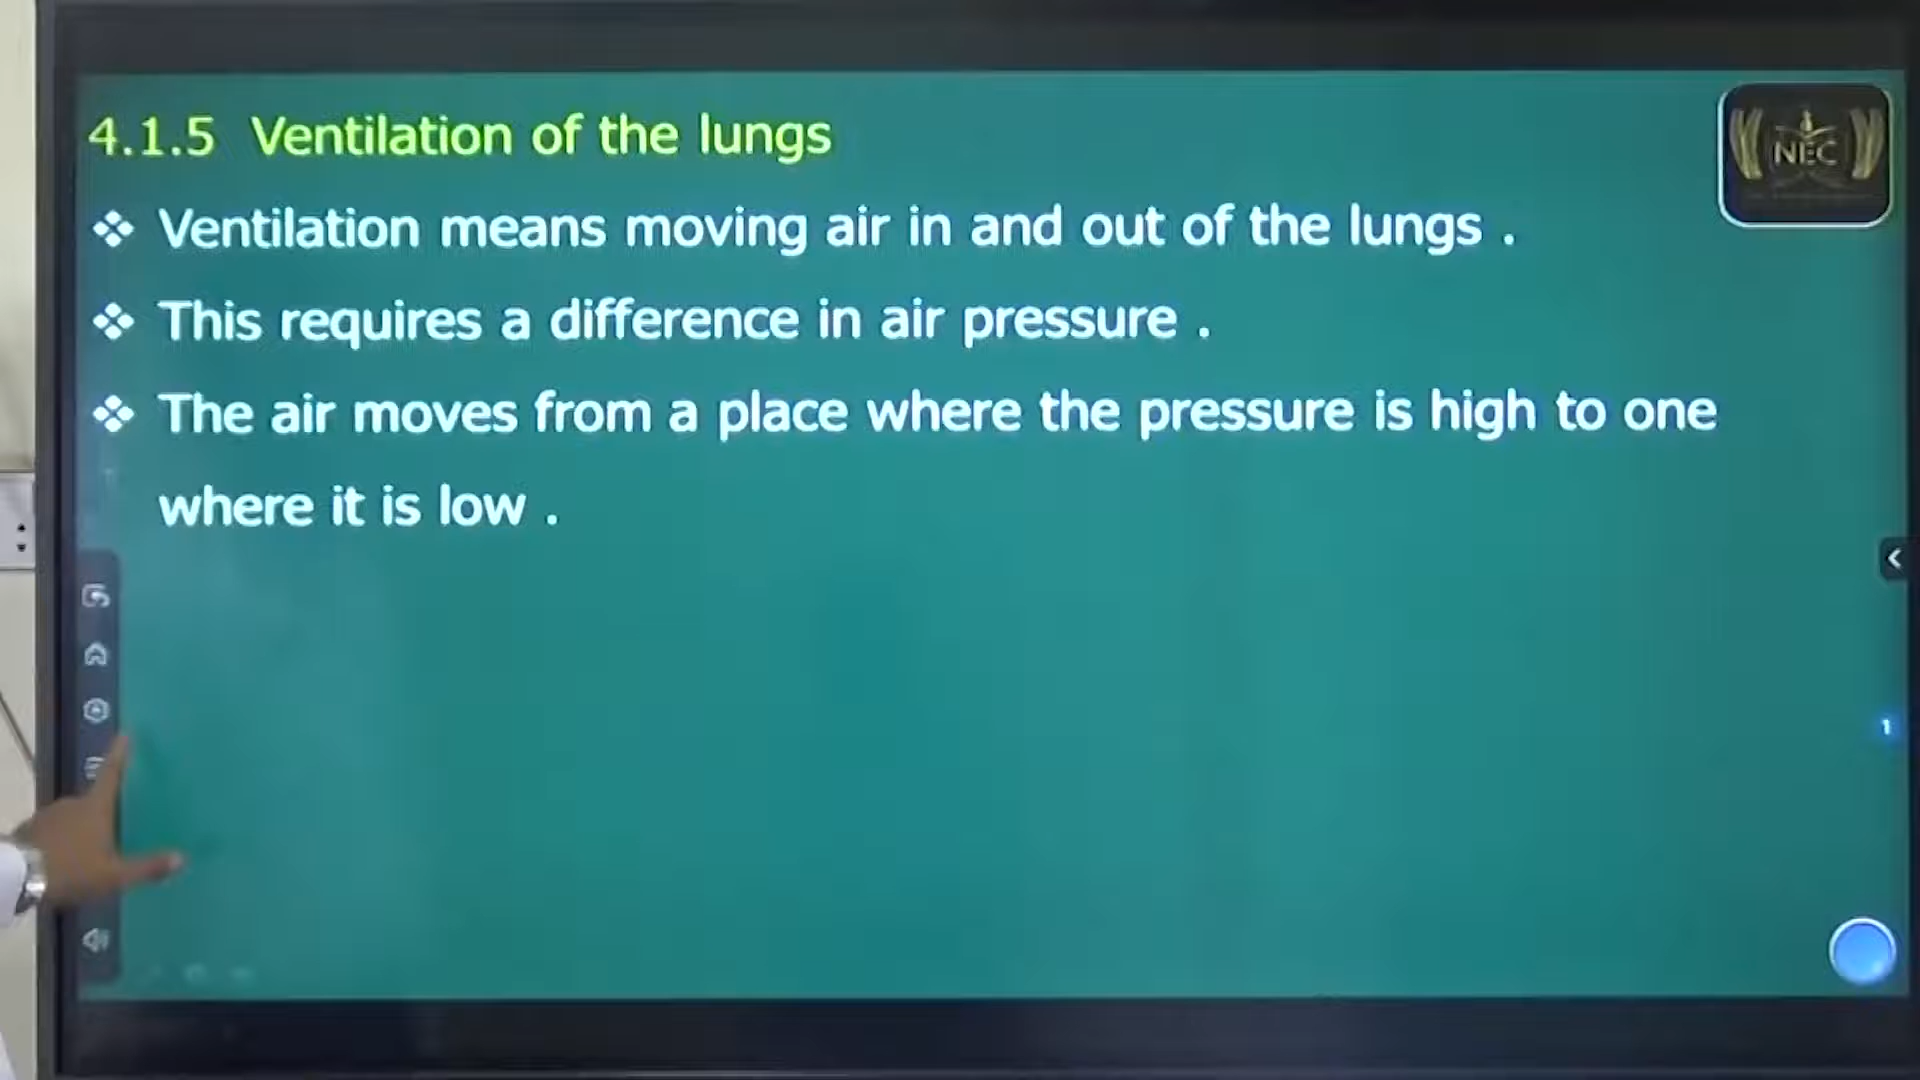 4.1.5 Ventilation of the lungs
❖ Ventilation means moving air in and out of the lungs .
❖ This requires a difference in air pressure .
❖ The air moves from a place where the pressure is high to one
where it is low .
NEC
1